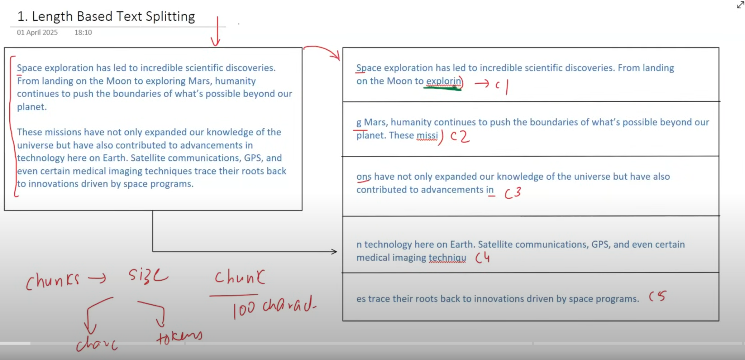 1. Length Based Text Splitting
01 April 2025 18:10
Space exploration has led to incredible scientific discoveries.
From landing on the Moon to exploring Mars, humanity
continues to push the boundaries of what's possible beyond our
planet.
These missions have not only expanded our knowledge of the
universe but have also contributed to advancements in
technology here on Earth. Satellite communications, GPS, and
even certain medical imaging techniques trace their roots back
to innovations driven by space programs.
Space exploration has led to incredible scientific discoveries. From landing
on the Moon to explorin) → c1
g Mars, humanity continues to push the boundaries of what's possible beyond our
planet. These missi) c2
ons have not only expanded our knowledge of the universe but have also
contributed to advancements in c3
n technology here on Earth. Satellite communications, GPS, and even certain
medical imaging techniqu c4
es trace their roots back to innovations driven by space programs. c5
chunks → size
charc tokens
chunk
100 charad